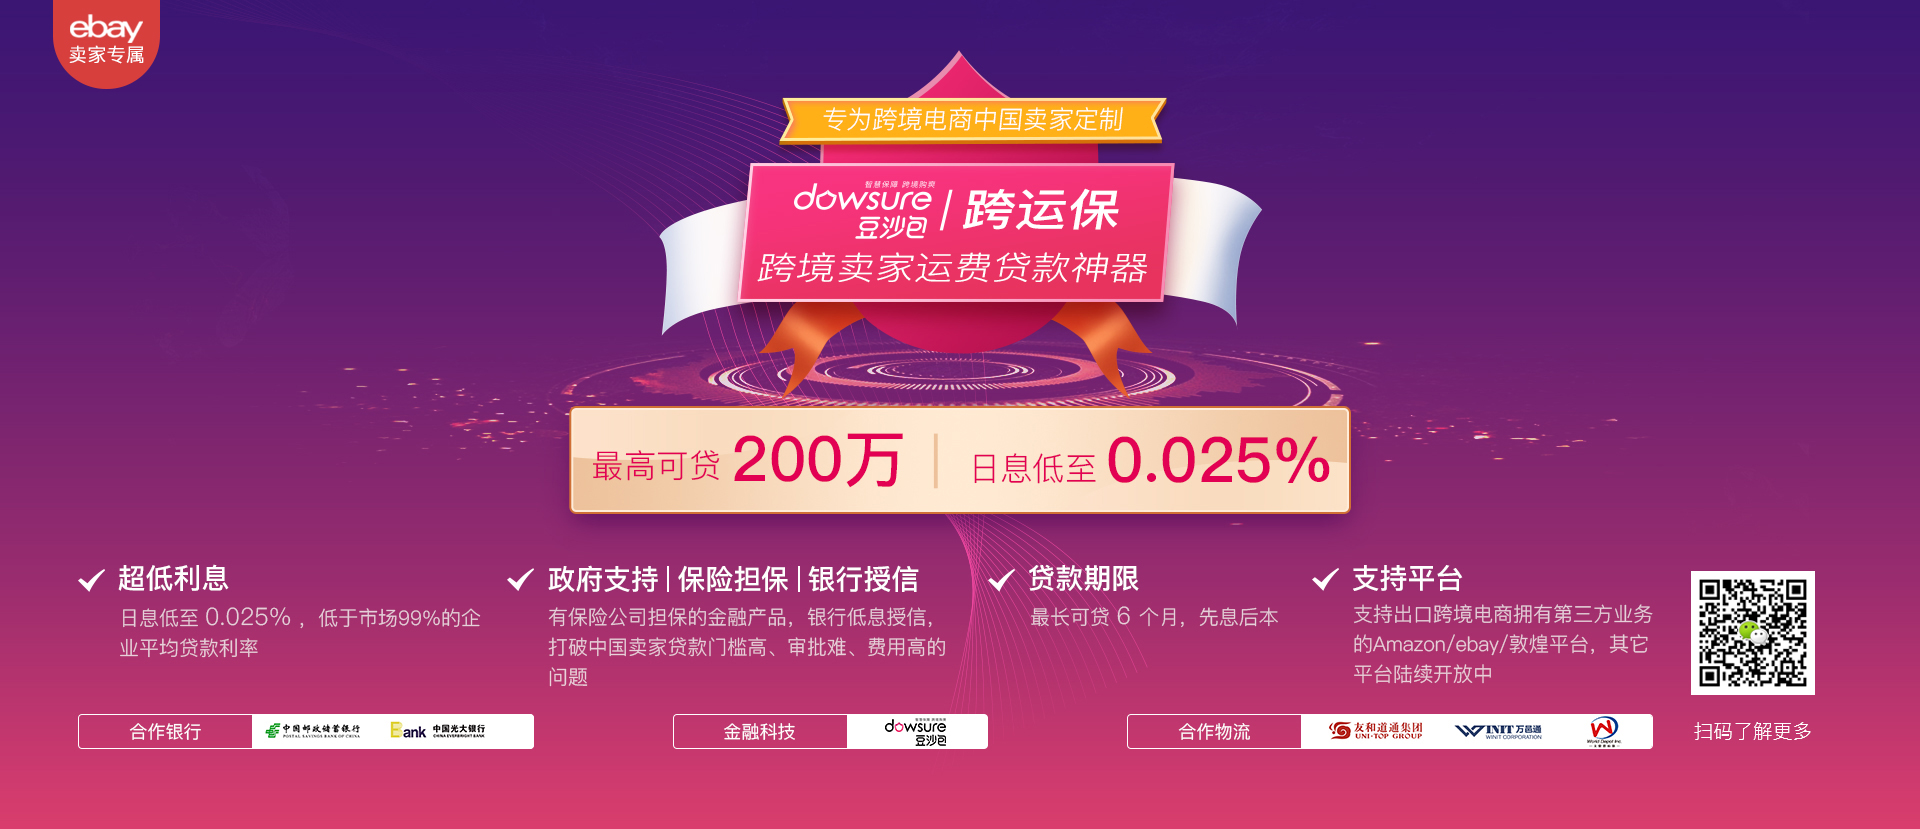 ebay
卖家专属
专为跨境电商中国卖家定制
智慧保障 跨境购爽
dowsure 豆沙包 | 跨运保
跨境卖家运费贷款神器
最高可贷 200万 | 日息低至 0.025%
超低利息
日息低至 0.025% ，低于市场99%的企
业平均贷款利率
政府支持|保险担保|银行授信
有保险公司担保的金融产品，银行低息授信，
打破中国卖家贷款门槛高、审批难、费用高的
问题
贷款期限
最长可贷 6 个月，先息后本
支持平台
支持出口跨境电商拥有第三方业务
的Amazon/ebay/敦煌平台，其它
平台陆续开放中
合作银行
中国邮政储蓄银行
POSTAL SAVINGS BANK OF CHINA
Bank 中国光大银行
CHINA EVERBRIGHT BANK
金融科技
dowsure
豆沙包
合作物流
友和道通集团
UNI-TOP GROUP
WINIT 万邑通
WINIT CORPORATION
World Depot Inc.
扫码了解更多